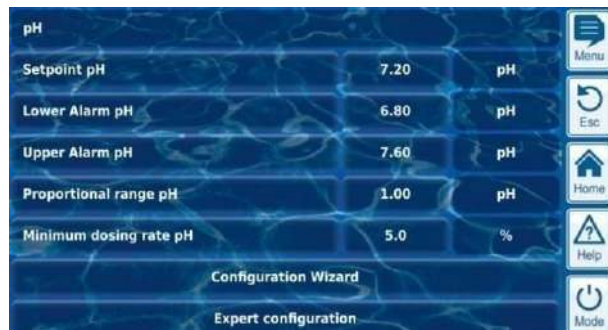 pH
Setpoint pH 7.20 pH
Lower Alarm pH 6.80 pH
Upper Alarm pH 7.60 pH
Proportional range pH 1.00 pH
Minimum dosing rate pH 5.0 %
Configuration Wizard
Expert configuration
Menu
Esc
Home
?
Help
Mode